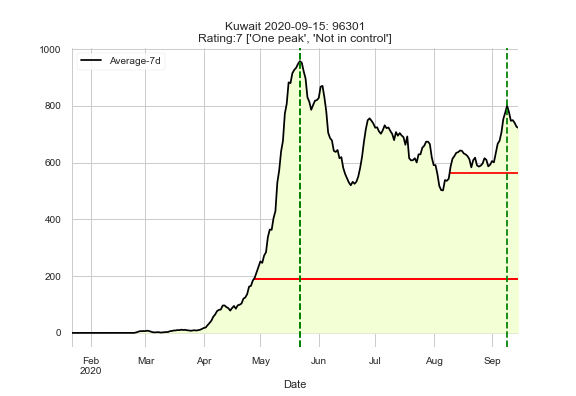 Kuwait 2020-09-15: 96301
Rating:7 ['One peak', 'Not in control']
1000
Average-7d
800
600
400
200
0
Feb Mar Apr May Jun Jul Aug Sep
2020
Date